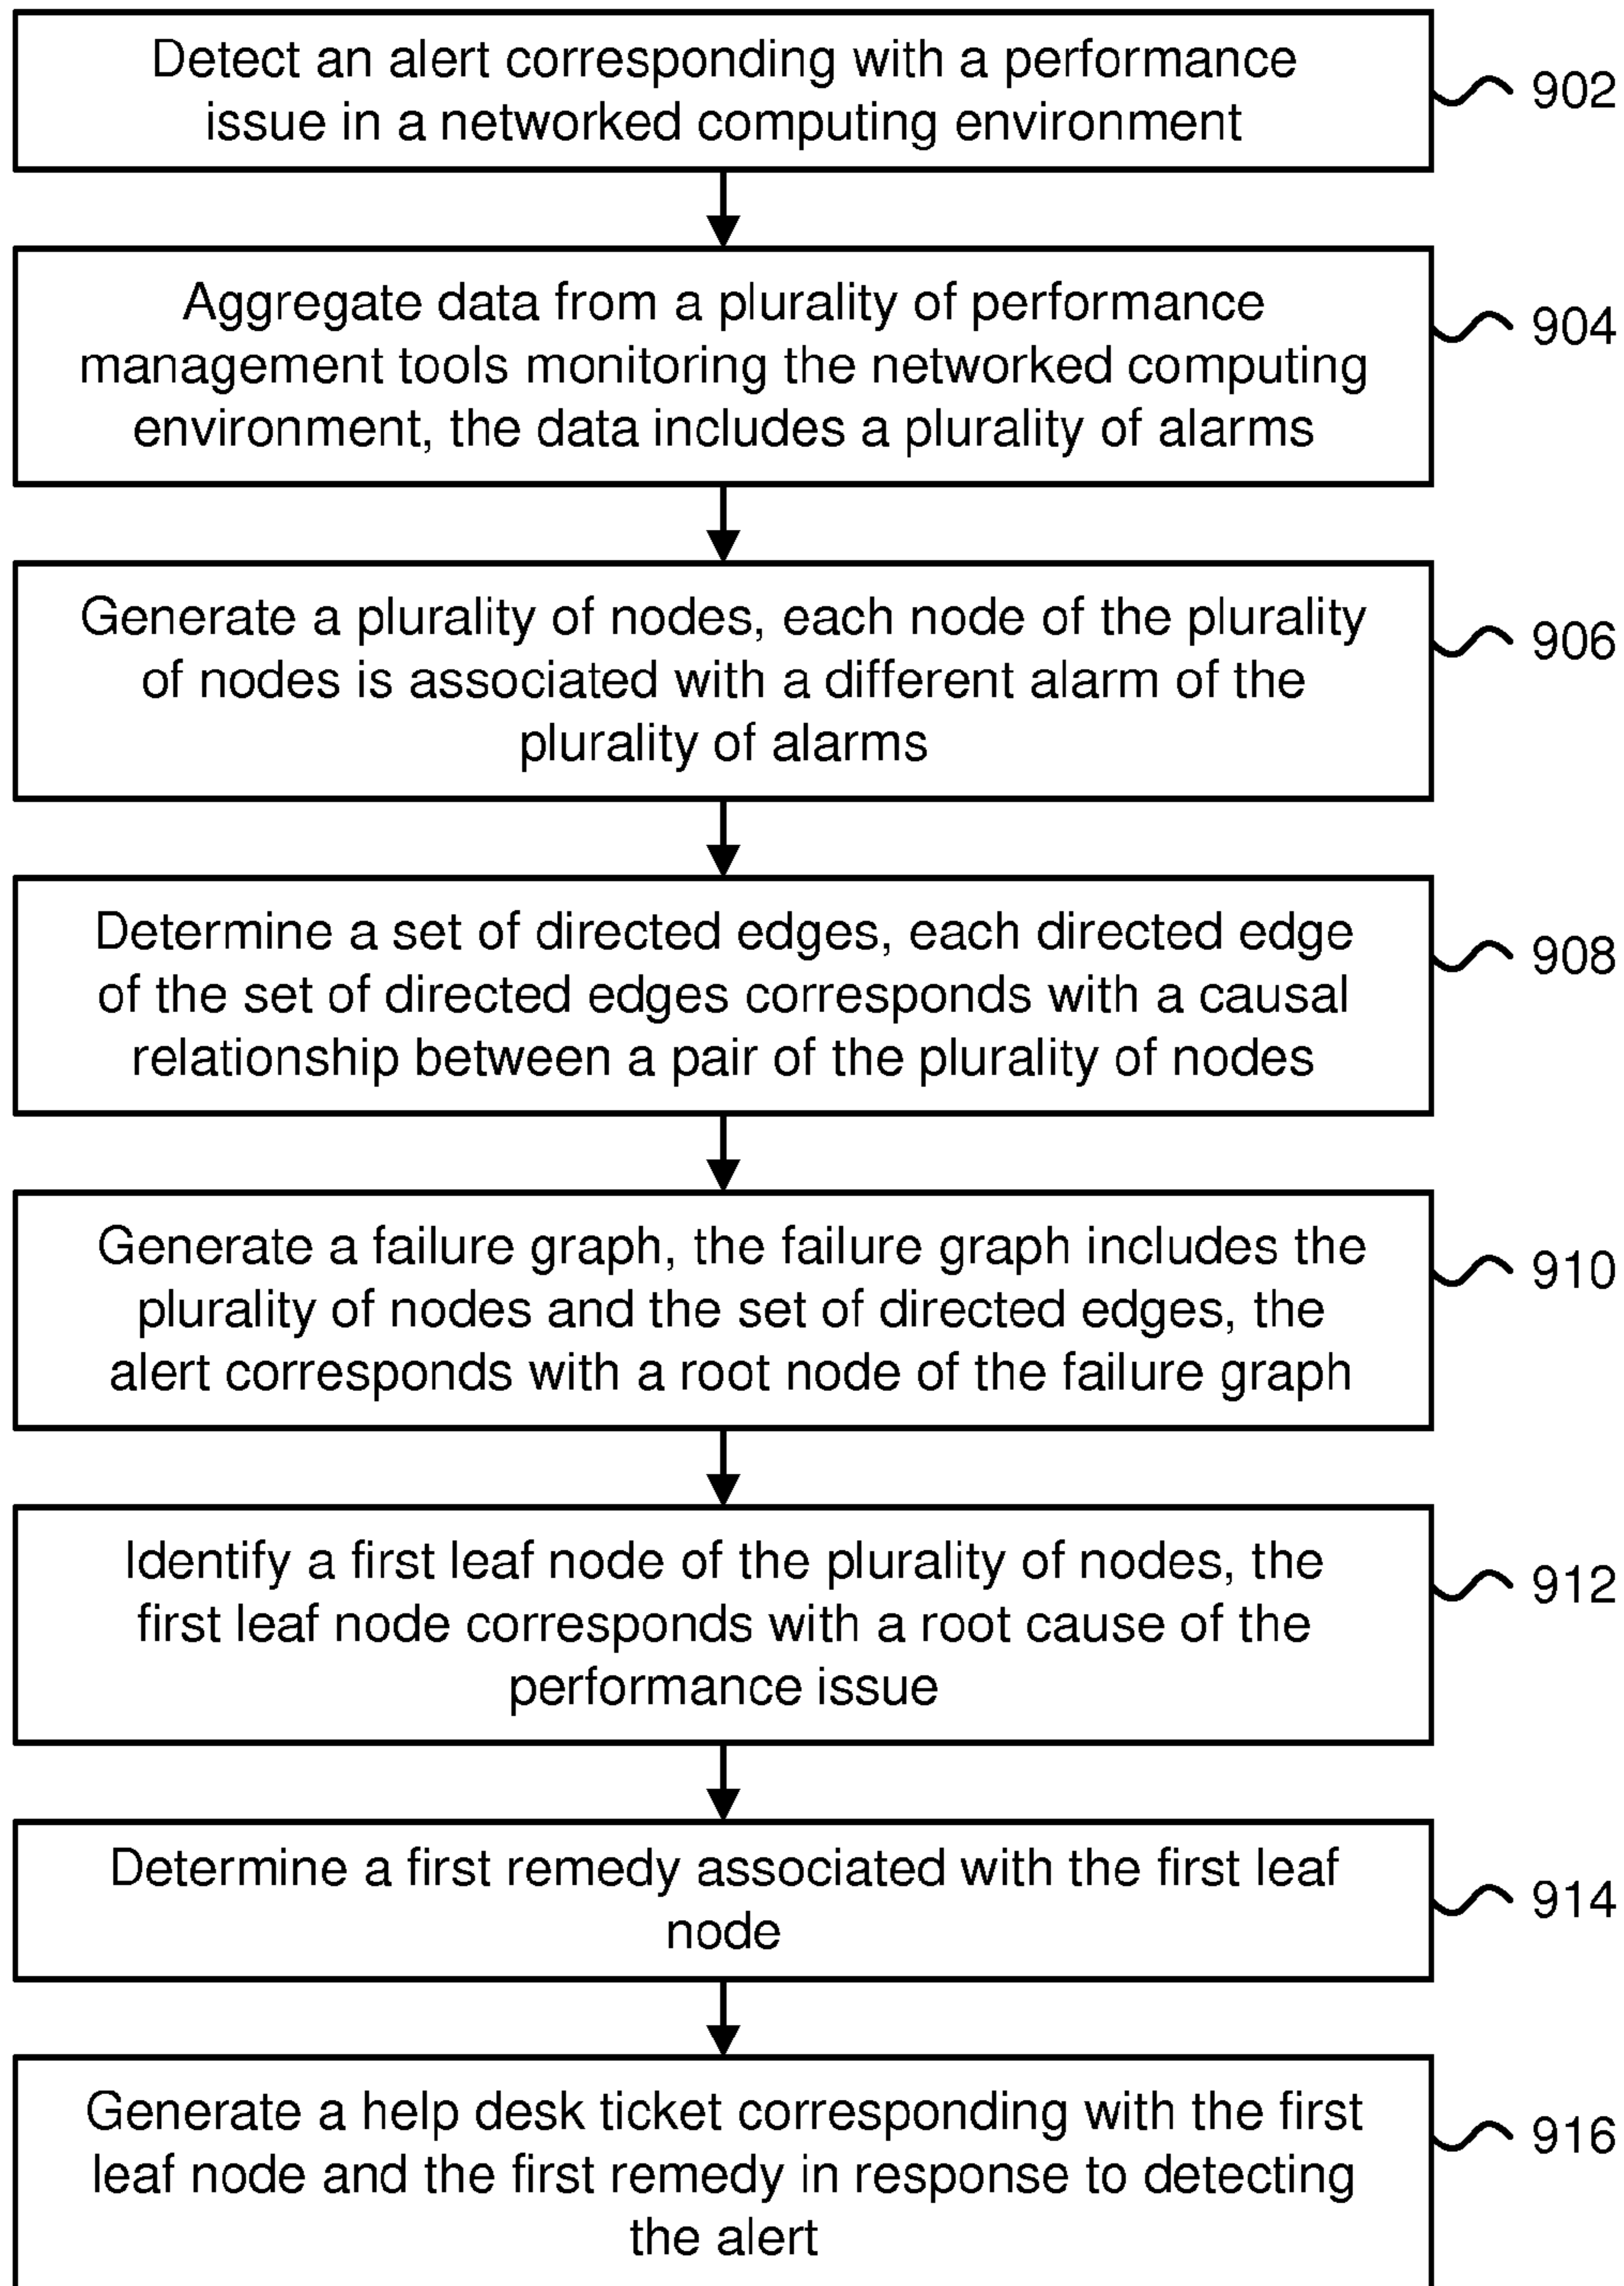 Detect an alert corresponding with a performance
issue in a networked computing environment
902
Aggregate data from a plurality of performance
management tools monitoring the networked computing
environment, the data includes a plurality of alarms
904
Generate a plurality of nodes, each node of the plurality
of nodes is associated with a different alarm of the
plurality of alarms
906
Determine a set of directed edges, each directed edge
of the set of directed edges corresponds with a causal
relationship between a pair of the plurality of nodes
908
Generate a failure graph, the failure graph includes the
plurality of nodes and the set of directed edges, the
alert corresponds with a root node of the failure graph
910
Identify a first leaf node of the plurality of nodes, the
first leaf node corresponds with a root cause of the
performance issue
912
Determine a first remedy associated with the first leaf
node
914
Generate a help desk ticket corresponding with the first
leaf node and the first remedy in response to detecting
the alert
916